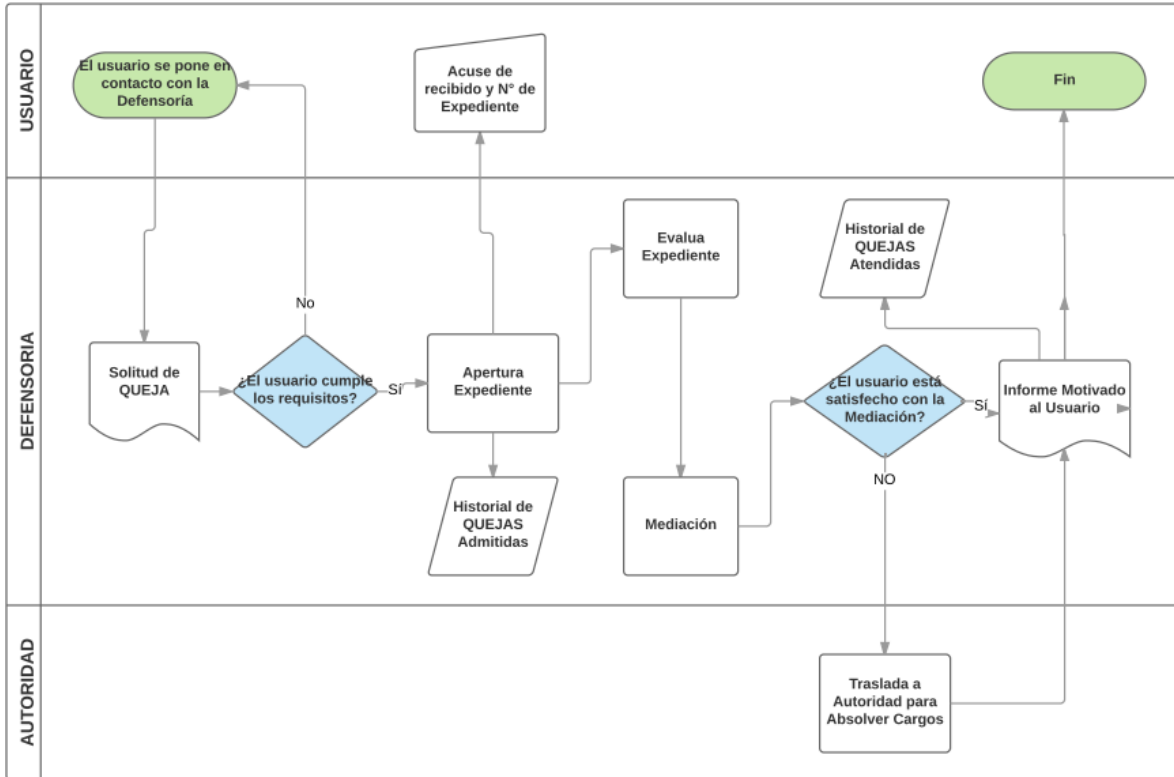 USUARIO
El usuario se pone en
contacto con la
Defensoría
Acuse de
recibido y N° de
Expediente
Fin
DEFENSORIA
Solitud de
QUEJA
¿El usuario cumple
los requisitos?
No
Sí
Apertura
Expediente
Historial de
QUEJAS
Admitidas
Evalua
Expediente
Mediación
Historial de
QUEJAS
Atendidas
¿El usuario está
satisfecho con la
Mediación?
Sí
NO
Informe Motivado
al Usuario
AUTORIDAD
Traslada a
Autoridad para
Absolver Cargos